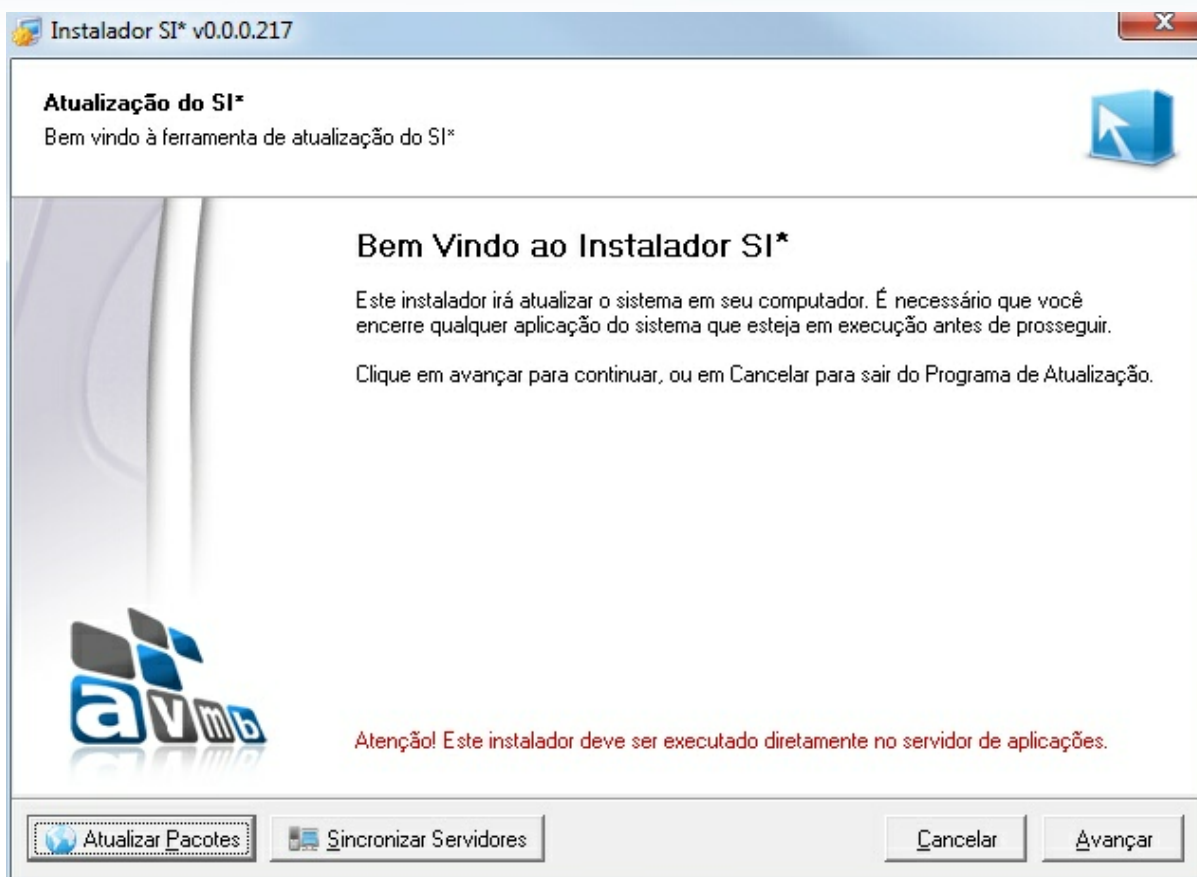 Instalador SI* v0.0.0.217
Atualização do SI*
Bem vindo à ferramenta de atualização do SI*
Bem Vindo ao Instalador SI*
Este instalador irá atualizar o sistema em seu computador. É necessário que você
encerre qualquer aplicação do sistema que esteja em execução antes de prosseguir.
Clique em avançar para continuar, ou em Cancelar para sair do Programa de Atualização.
avmb
Atenção! Este instalador deve ser executado diretamente no servidor de aplicações.
Atualizar Pacotes
Sincronizar Servidores
Cancelar
Avançar